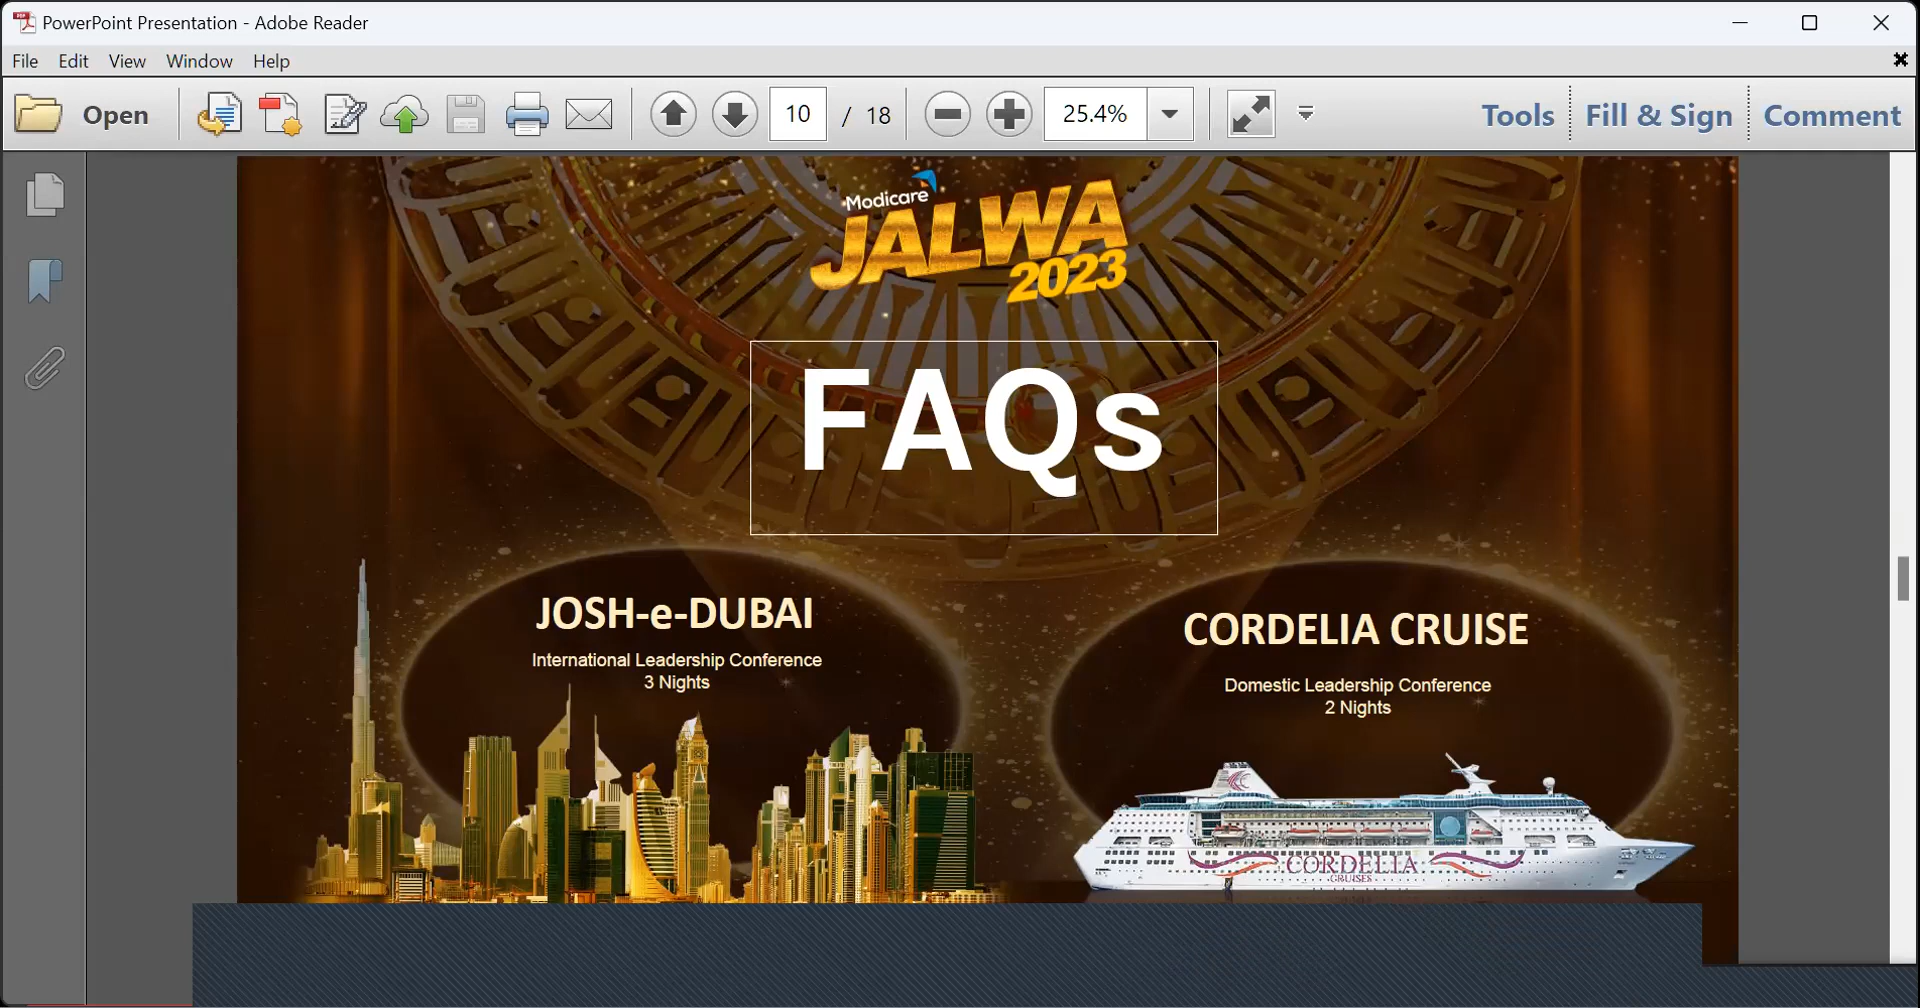 PowerPoint Presentation - Adobe Reader
File Edit View Window Help
Open 10 / 18 25.4% Tools Fill & Sign Comment
Modicare
JALWA
2023
FAQs
JOSH-e-DUBAI
International Leadership Conference
3 Nights
CORDELIA CRUISE
Domestic Leadership Conference
2 Nights
CORDELIA
CRUISES